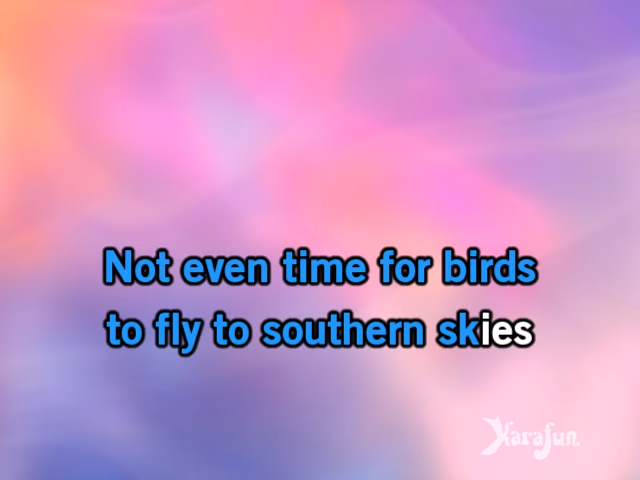 Not even time for birds
to fly to southern skies
Karafun